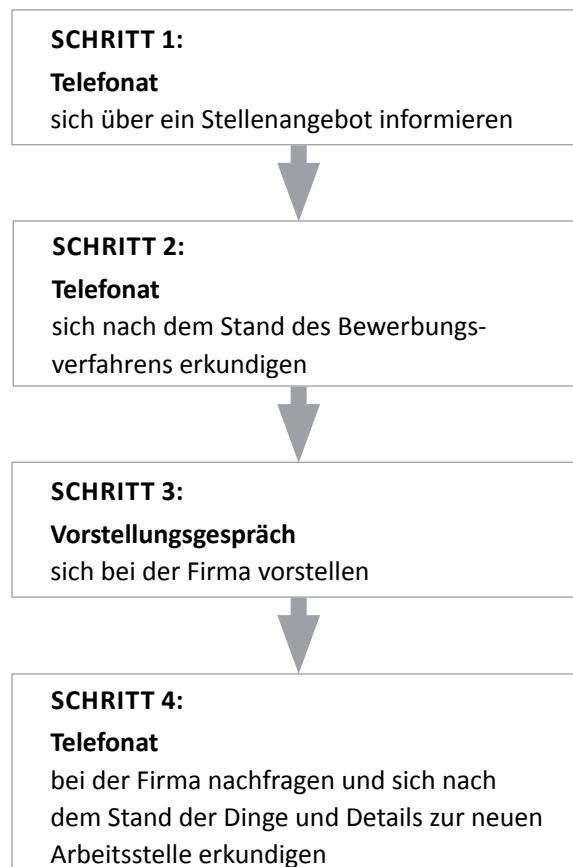 SCHRITT 1:
Telefonat
sich über ein Stellenangebot informieren
SCHRITT 2:
Telefonat
sich nach dem Stand des Bewerbungs-
verfahrens erkundigen
SCHRITT 3:
Vorstellungsgespräch
sich bei der Firma vorstellen
SCHRITT 4:
Telefonat
bei der Firma nachfragen und sich nach
dem Stand der Dinge und Details zur neuen
Arbeitsstelle erkundigen